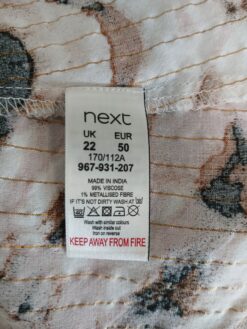 next
UK EUR
22 50
170/112A
967-931-207
MADE IN INDIA
99% VISCOSE
1% METALLISED FIBRE
IF IT'S NOT DIRTY WASH AT
Wash with similar colours
Wash inside out
Iron on reverse
KEEP AWAY FROM FIRE